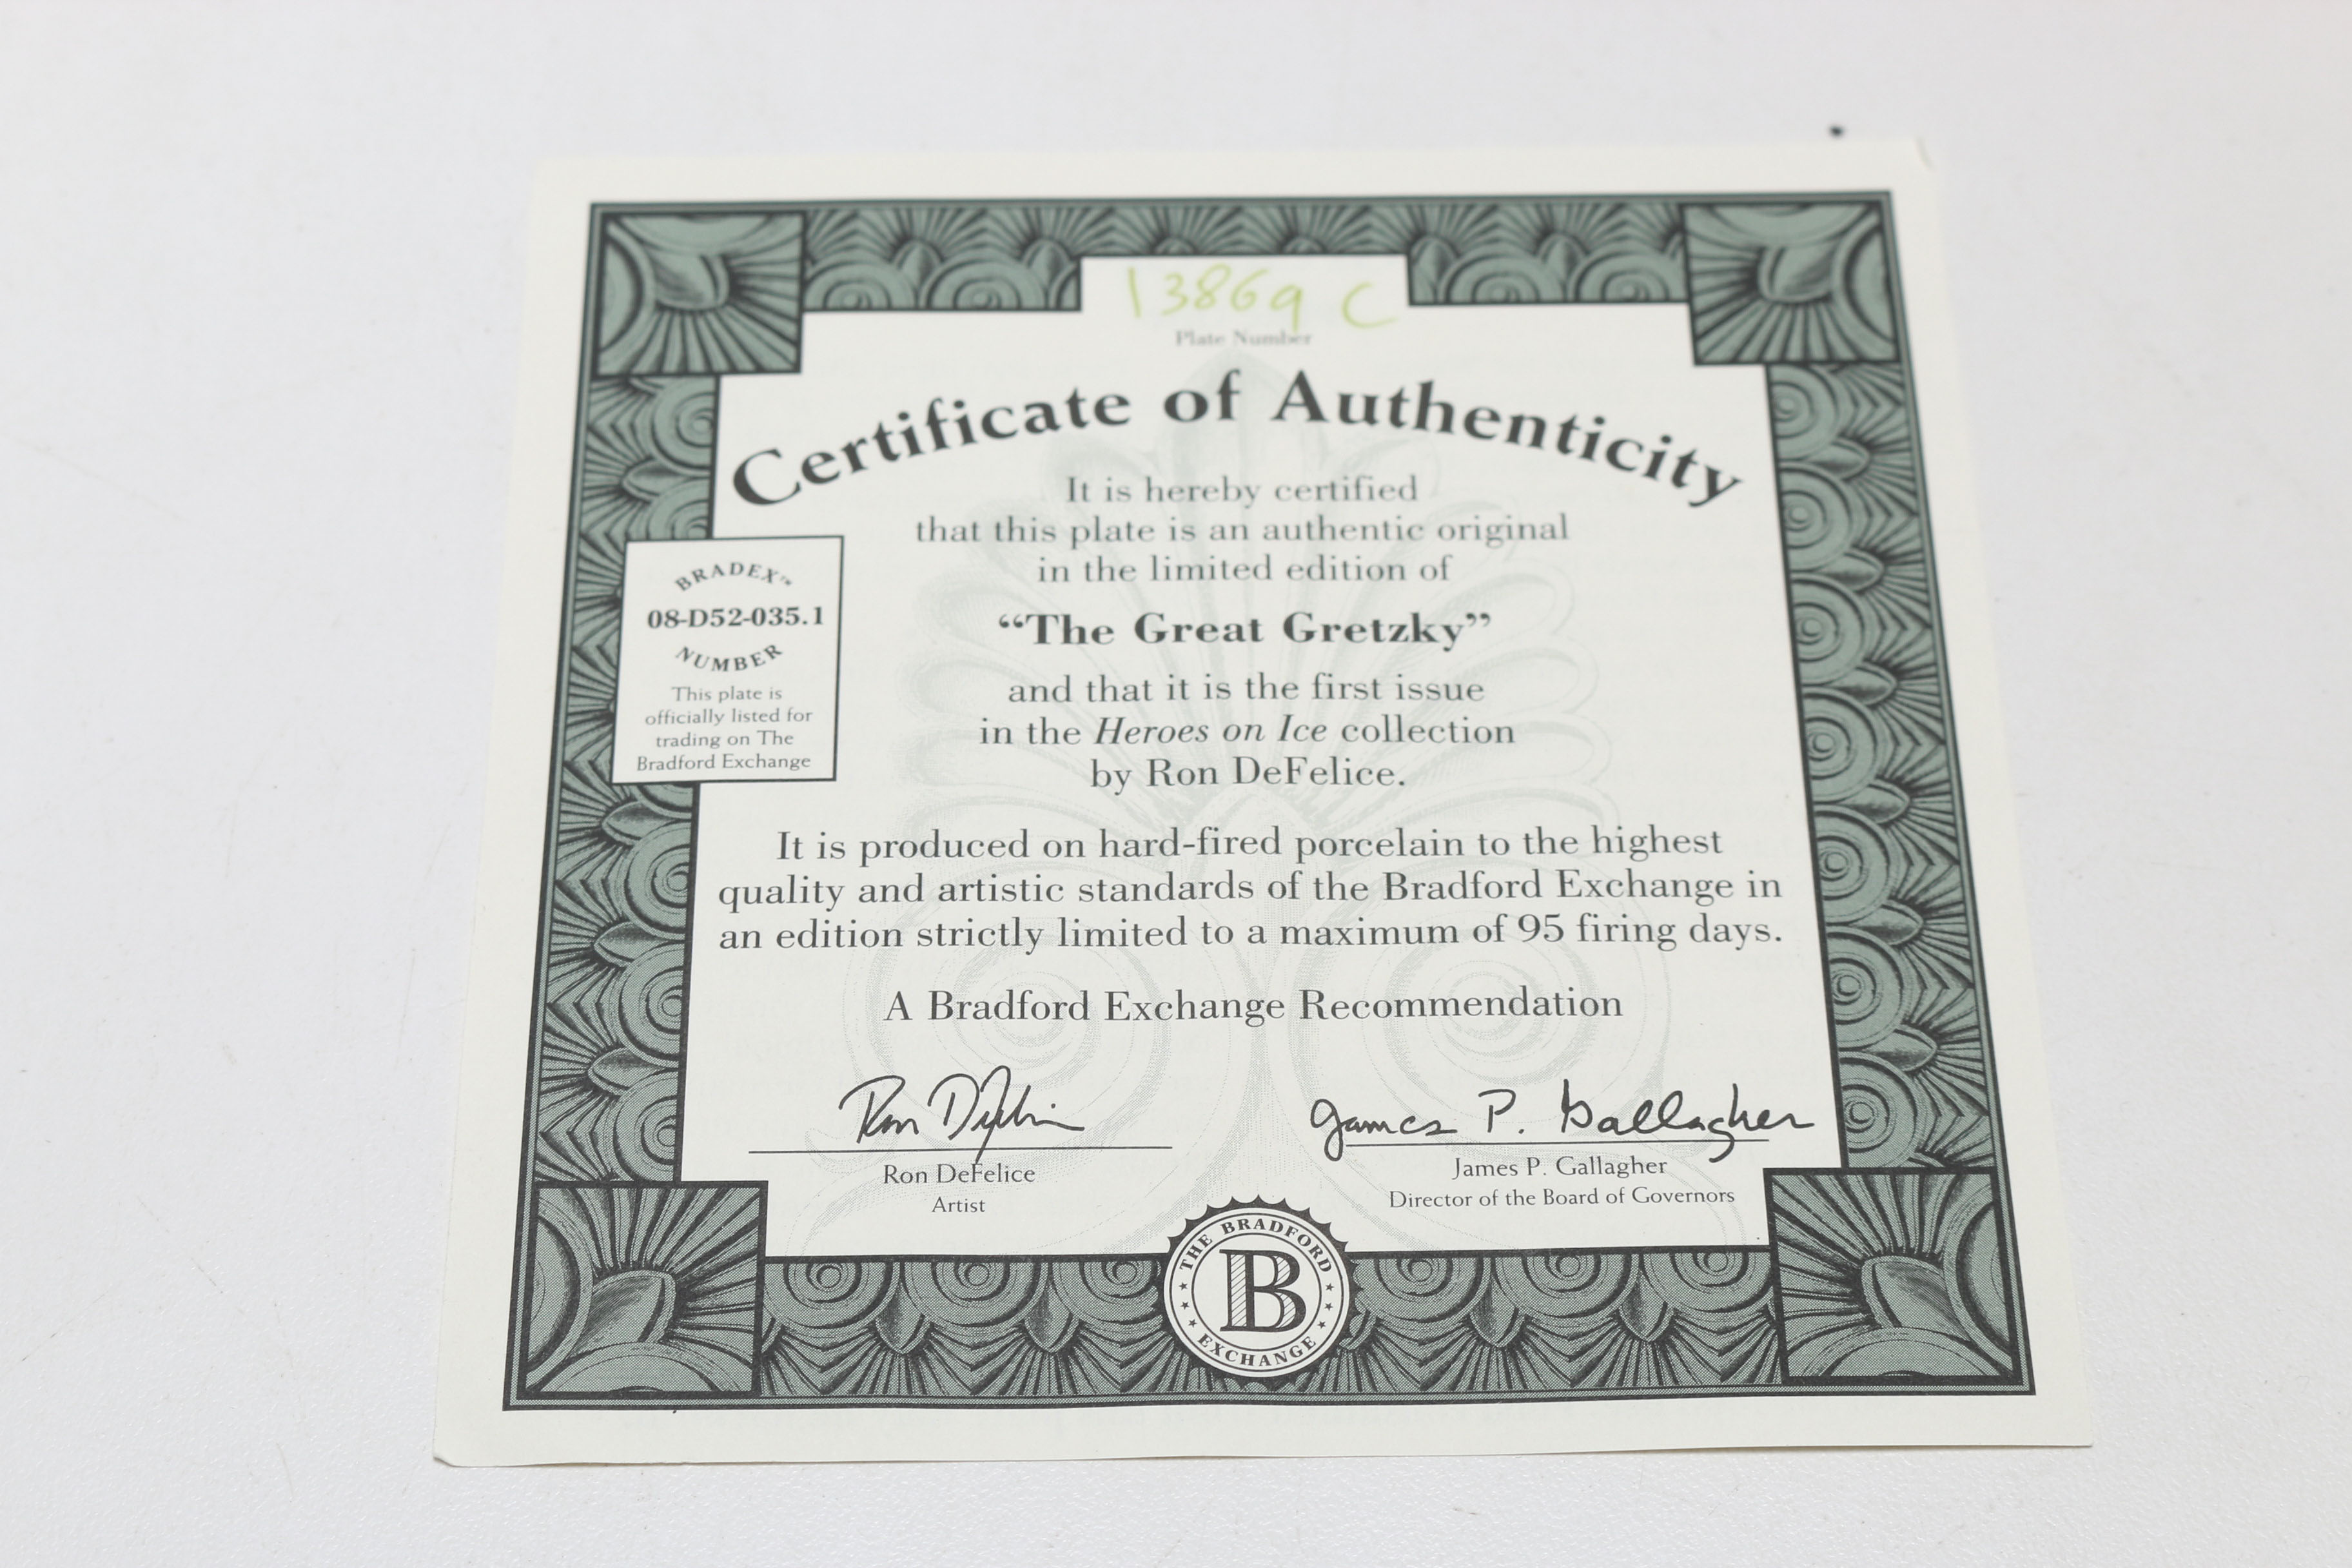 13869 C
Plate Number
Certificate of Authenticity
It is hereby certified
that this plate is an authentic original
in the limited edition of
“The Great Gretzky”
and that it is the first issue
in the Heroes on Ice collection
by Ron DeFelice.
BRADEX™
08-D52-035.1
NUMBER
This plate is
officially listed for
trading on The
Bradford Exchange
It is produced on hard-fired porcelain to the highest
quality and artistic standards of the Bradford Exchange in
an edition strictly limited to a maximum of 95 firing days.
A Bradford Exchange Recommendation
Ron DeFelice
James P. Gallagher
Ron DeFelice
Artist
James P. Gallagher
Director of the Board of Governors
THE BRADFORD
B
EXCHANGE